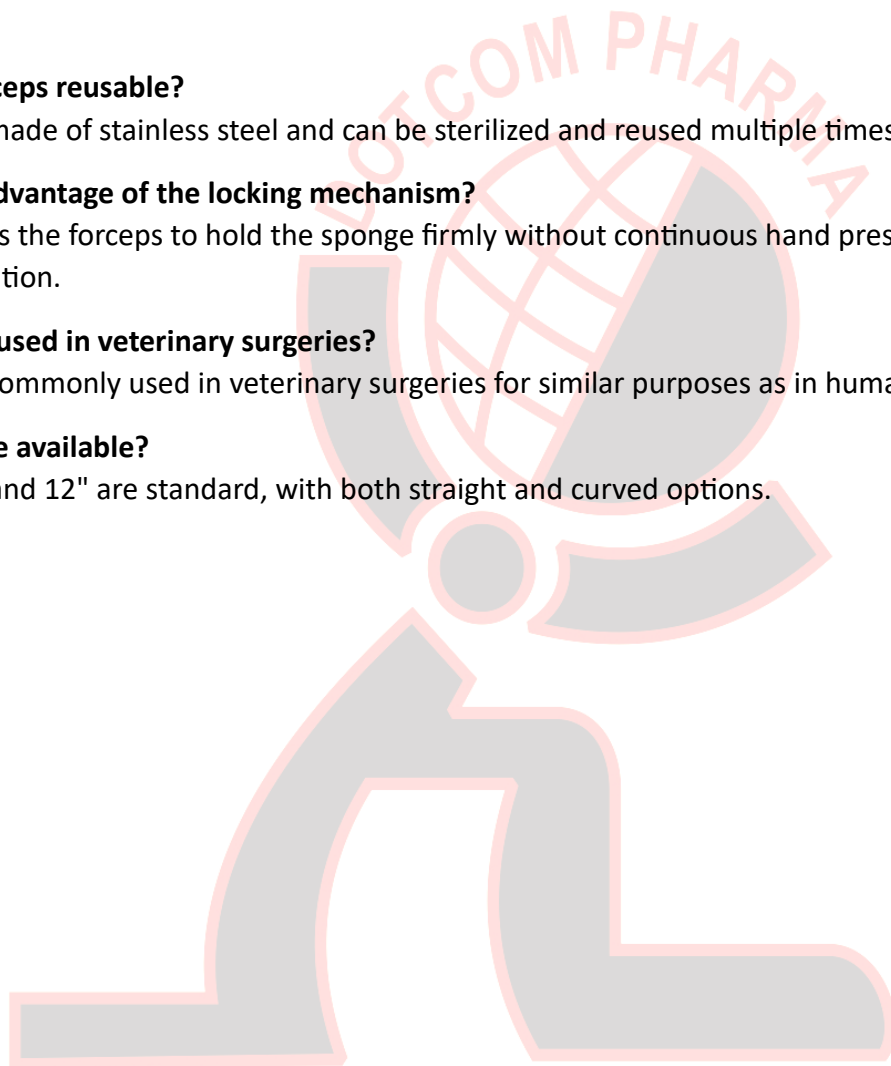 DOTCOM PHARMA
ceps reusable?
made of stainless steel and can be sterilized and reused multiple times
dvantage of the locking mechanism?
s the forceps to hold the sponge firmly without continuous hand pres
tion.
used in veterinary surgeries?
ommonly used in veterinary surgeries for similar purposes as in huma
e available?
and 12" are standard, with both straight and curved options.